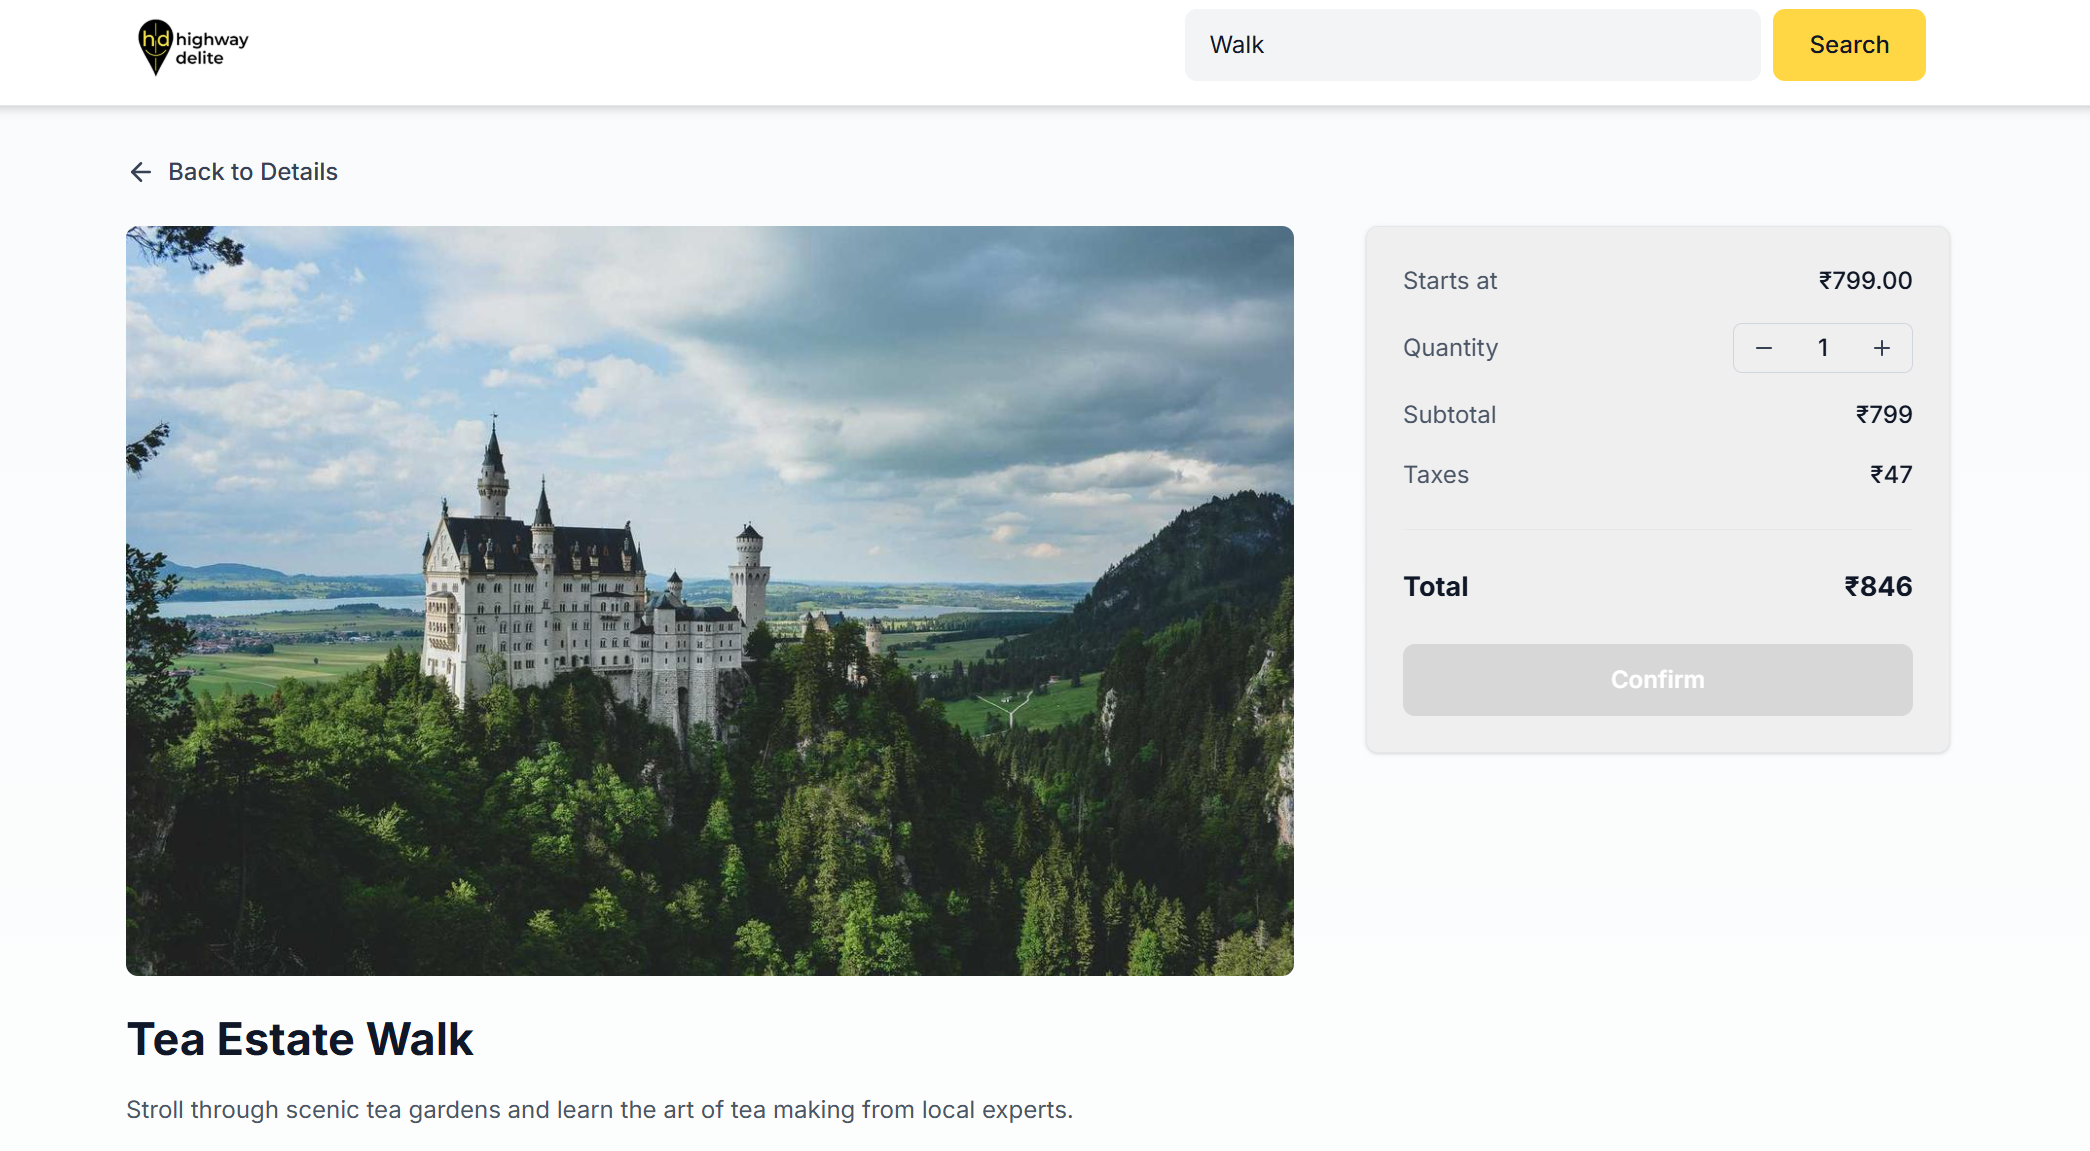 hd highway
delite
Walk
Search
Back to Details
Starts at ₹799.00
Quantity − 1 +
Subtotal ₹799
Taxes ₹47
Total ₹846
Confirm
Tea Estate Walk
Stroll through scenic tea gardens and learn the art of tea making from local experts.